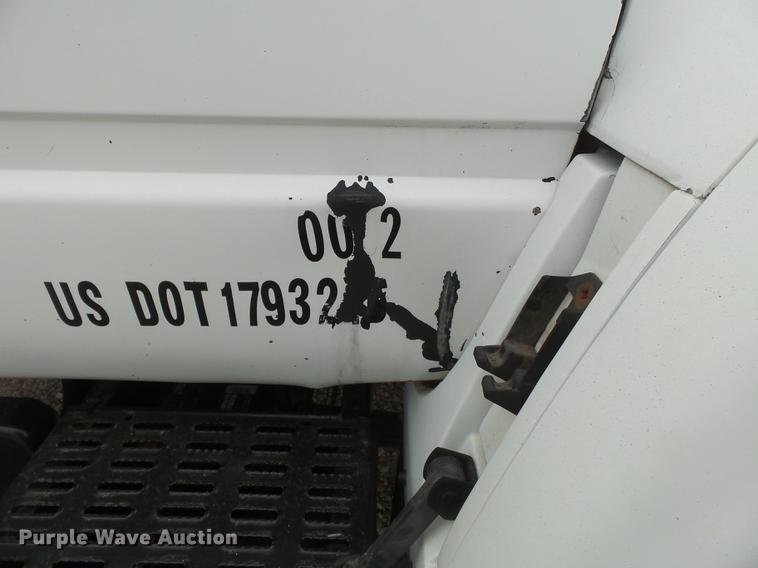 00 2
US DOT 17932
Purple Wave Auction